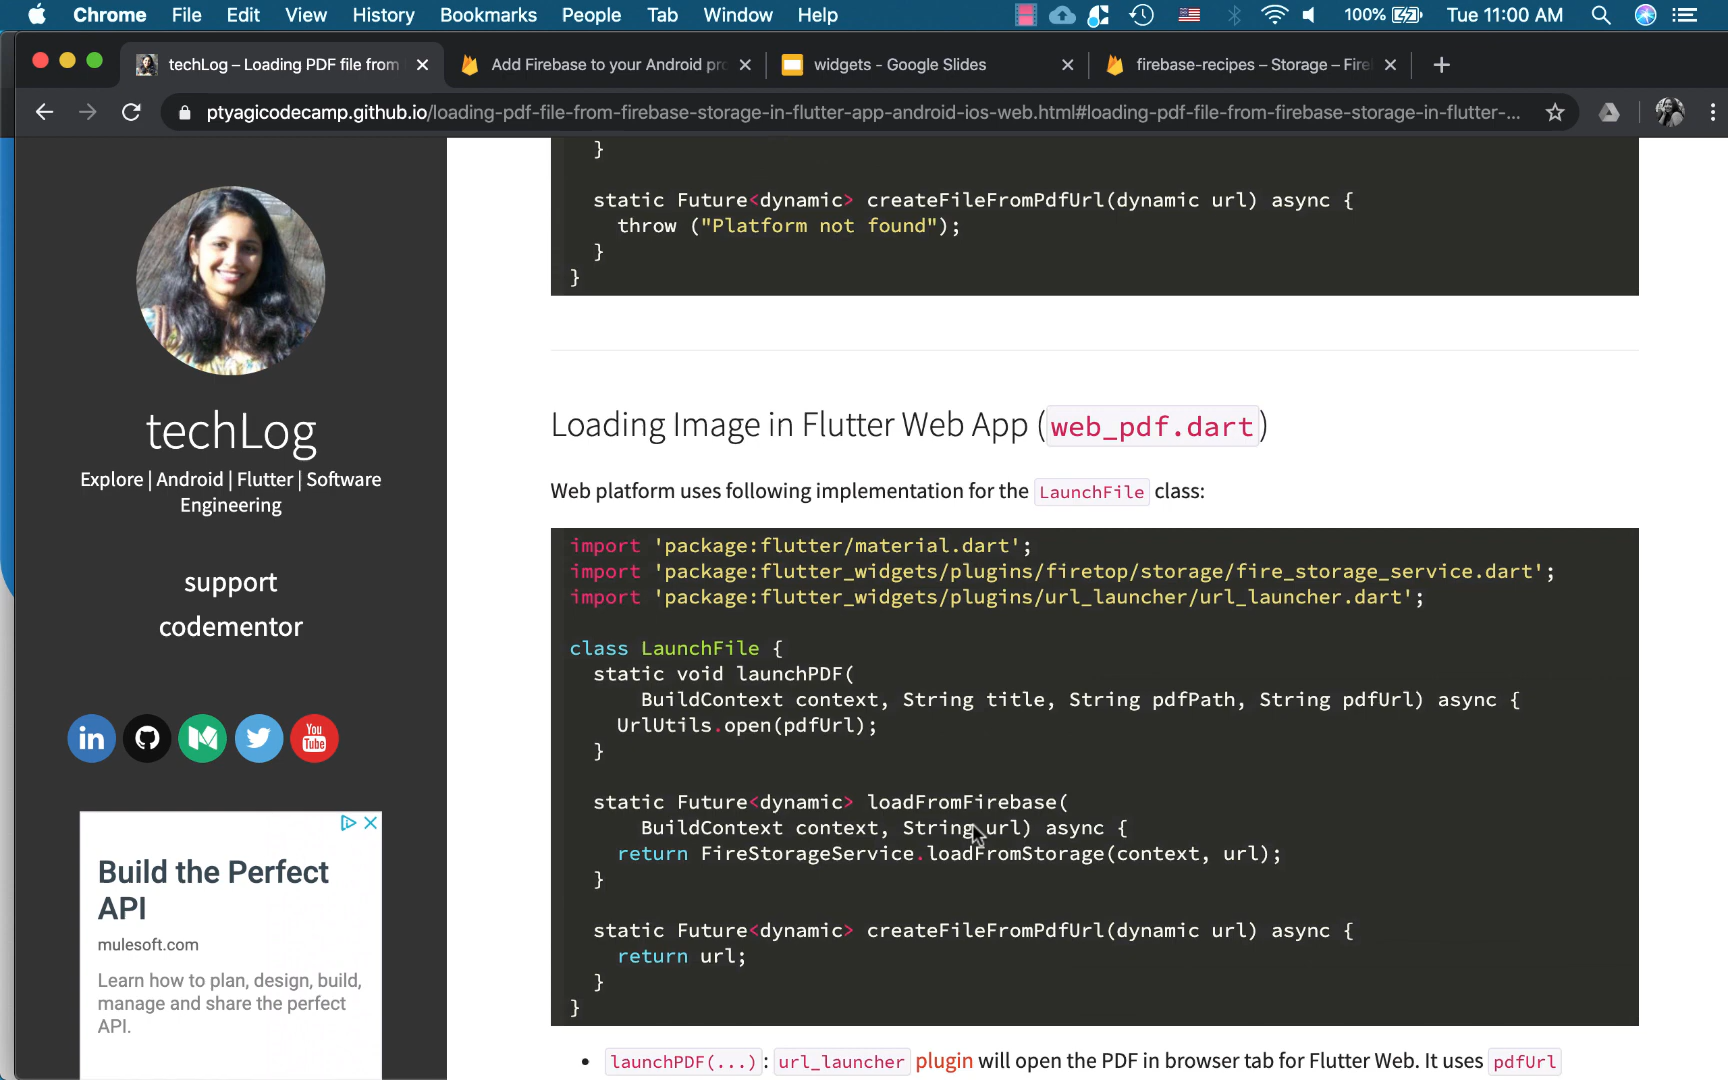 Chrome File Edit View History Bookmarks People Tab Window Help 100% Tue 11:00 AM
techLog – Loading PDF file from
Add Firebase to your Android pr
widgets - Google Slides
firebase-recipes – Storage – Fire
ptyagicodecamp.github.io/loading-pdf-file-from-firebase-storage-in-flutter-app-android-ios-web.html#loading-pdf-file-from-firebase-storage-in-flutter-...
techLog
Explore | Android | Flutter | Software
Engineering
support
codementor
in
You
Tube
Build the Perfect
API
mulesoft.com
Learn how to plan, design, build,
manage and share the perfect
API.
}
static Future<dynamic> createFileFromPdfUrl(dynamic url) async {
throw ("Platform not found");
}
}
Loading Image in Flutter Web App (web_pdf.dart)
Web platform uses following implementation for the LaunchFile class:
import 'package:flutter/material.dart';
import 'package:flutter_widgets/plugins/firetop/storage/fire_storage_service.dart';
import 'package:flutter_widgets/plugins/url_launcher/url_launcher.dart';
class LaunchFile {
static void launchPDF(
BuildContext context, String title, String pdfPath, String pdfUrl) async {
UrlUtils.open(pdfUrl);
}
static Future<dynamic> loadFromFirebase(
BuildContext context, String url) async {
return FireStorageService.loadFromStorage(context, url);
}
static Future<dynamic> createFileFromPdfUrl(dynamic url) async {
return url;
}
}
launchPDF(...): url_launcher plugin will open the PDF in browser tab for Flutter Web. It uses pdfUrl